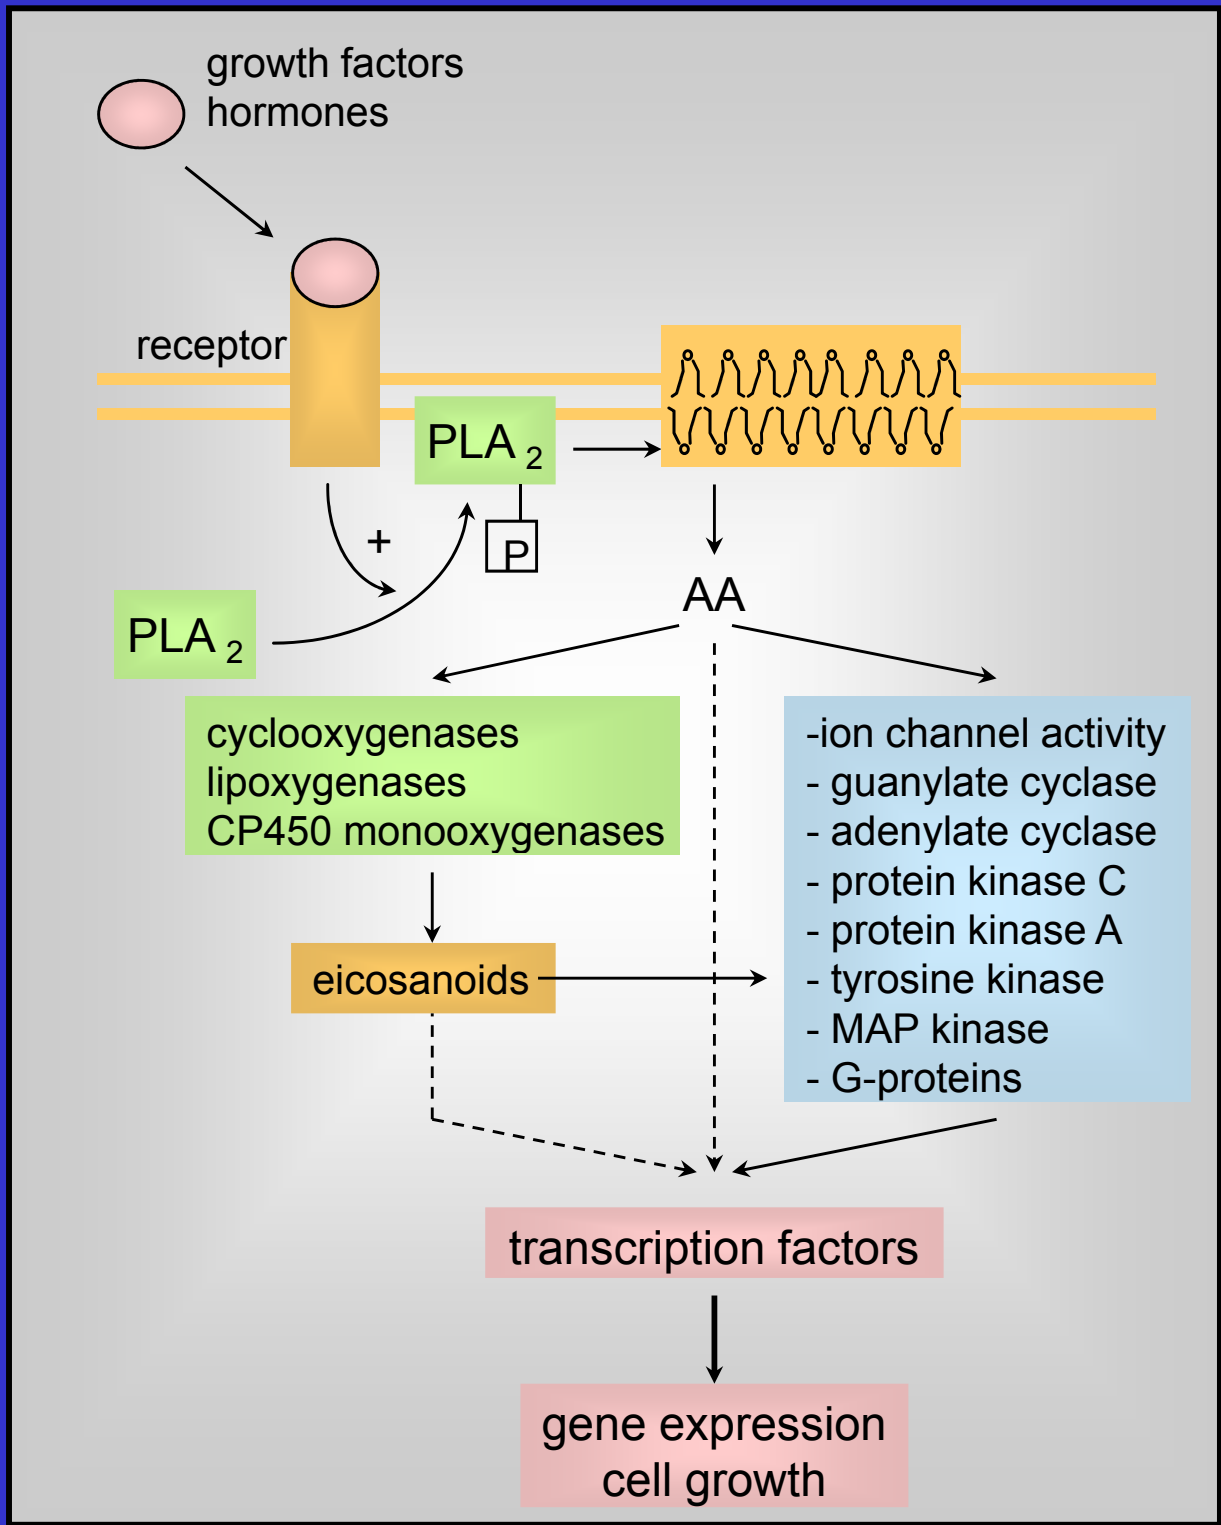 growth factors
hormones
receptor
PLA 2
P
+
PLA 2
AA
cyclooxygenases
lipoxygenases
CP450 monooxygenases
-ion channel activity
- guanylate cyclase
- adenylate cyclase
- protein kinase C
- protein kinase A
- tyrosine kinase
- MAP kinase
- G-proteins
eicosanoids
transcription factors
gene expression
cell growth